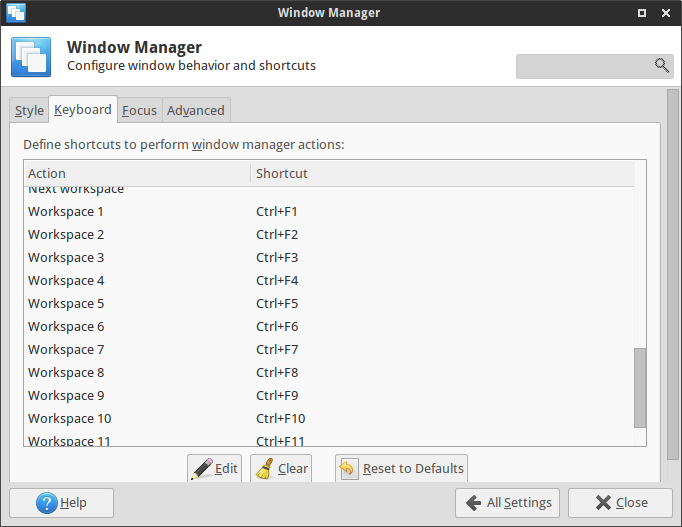 Window Manager
Window Manager
Configure window behavior and shortcuts
Style Keyboard Focus Advanced
Define shortcuts to perform window manager actions:
Action Shortcut
Next workspace
Workspace 1 Ctrl+F1
Workspace 2 Ctrl+F2
Workspace 3 Ctrl+F3
Workspace 4 Ctrl+F4
Workspace 5 Ctrl+F5
Workspace 6 Ctrl+F6
Workspace 7 Ctrl+F7
Workspace 8 Ctrl+F8
Workspace 9 Ctrl+F9
Workspace 10 Ctrl+F10
Workspace 11 Ctrl+F11
Edit Clear Reset to Defaults
Help All Settings Close